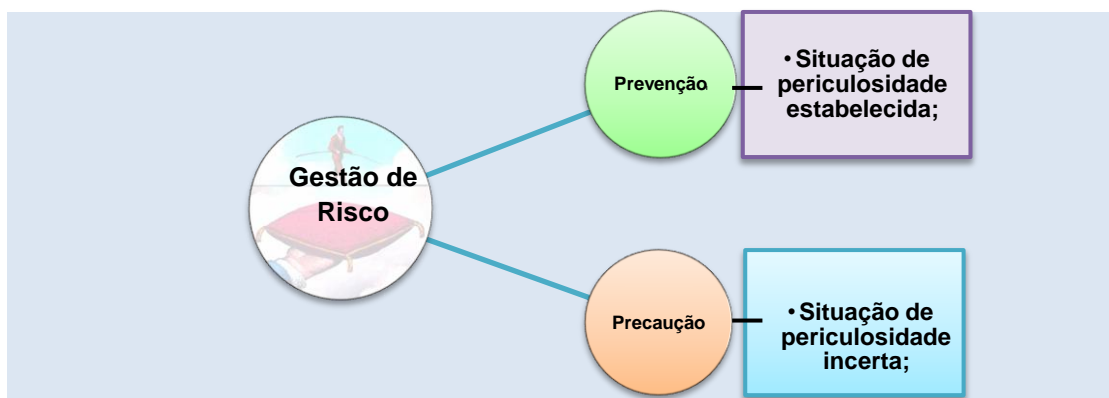 Prevenção
• Situação de
periculosidade
estabelecida;
Gestão de
Risco
Precaução
• Situação de
periculosidade
incerta;